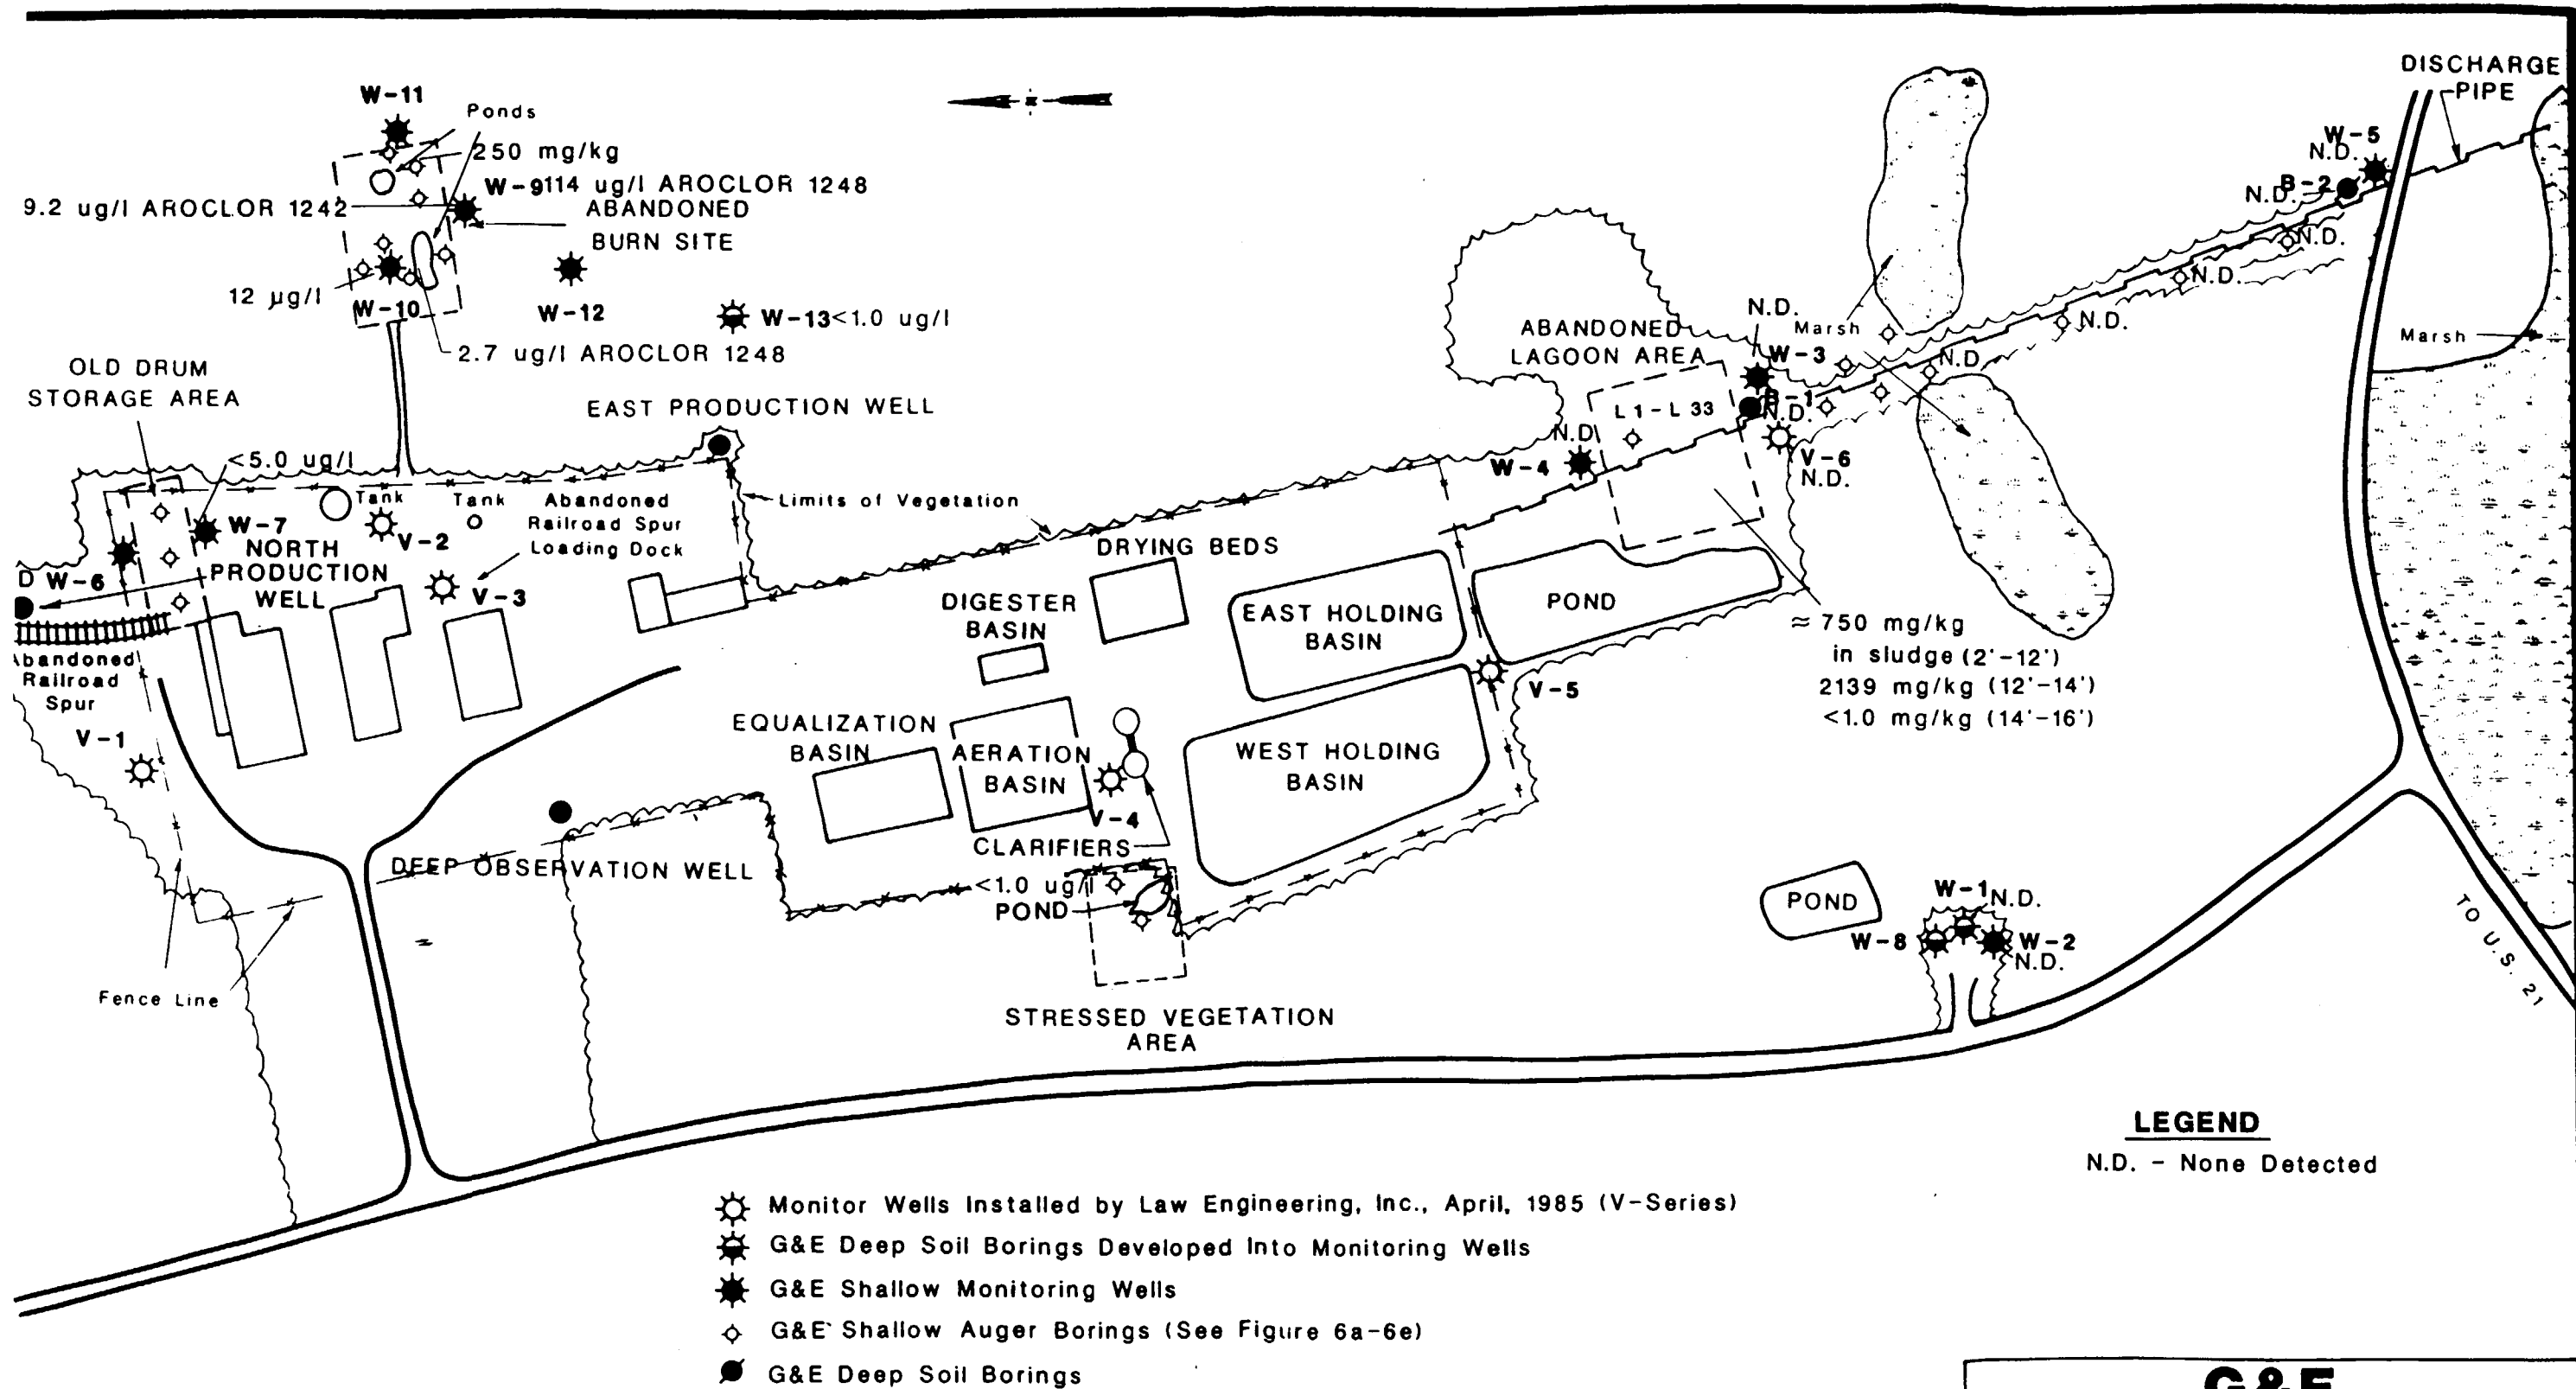 DISCHARGE
PIPE
W-11
Ponds
250 mg/kg
W-9 114 ug/l AROCLOR 1248
9.2 ug/l AROCLOR 1242
ABANDONED
BURN SITE
W-5
N.D.
B-2
N.D.
N.D.
N.D.
N.D.
N.D.
12 µg/l
W-10
W-12
W-13 <1.0 ug/l
2.7 ug/l AROCLOR 1248
N.D.
Marsh
W-3
ABANDONED
LAGOON AREA
Marsh
OLD DRUM
STORAGE AREA
EAST PRODUCTION WELL
L1-L33
B-1
N.D.
N.D.
W-4
V-6
N.D.
<5.0 ug/l
Tank
Tank
Abandoned
Railroad Spur
Loading Dock
Limits of Vegetation
W-7
V-2
NORTH
PRODUCTION
WELL
D W-6
V-3
DRYING BEDS
DIGESTER
BASIN
EAST HOLDING
BASIN
POND
≈ 750 mg/kg
in sludge (2'-12')
2139 mg/kg (12'-14')
<1.0 mg/kg (14'-16')
Abandoned
Railroad
Spur
V-1
V-5
EQUALIZATION
BASIN
AERATION
BASIN
WEST HOLDING
BASIN
V-4
CLARIFIERS
DEEP OBSERVATION WELL
<1.0 ug/l
POND
POND
W-1
N.D.
W-8
W-2
N.D.
TO U.S. 21
Fence Line
STRESSED VEGETATION
AREA
LEGEND
N.D. - None Detected
Monitor Wells Installed by Law Engineering, Inc., April, 1985 (V-Series)
G&E Deep Soil Borings Developed Into Monitoring Wells
G&E Shallow Monitoring Wells
G&E Shallow Auger Borings (See Figure 6a-6e)
G&E Deep Soil Borings
G&E